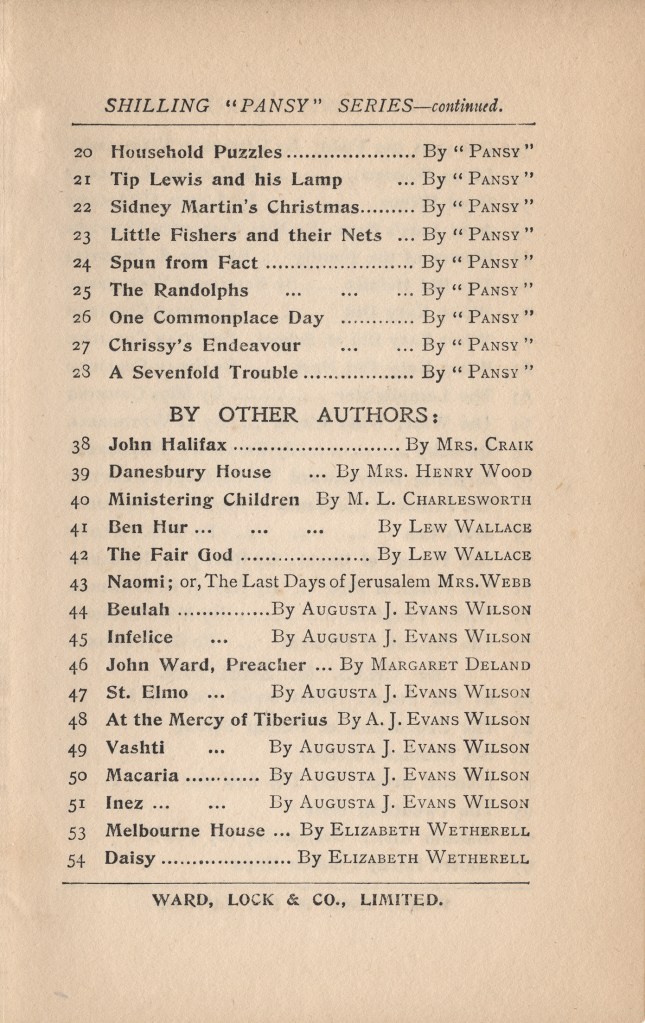 SHILLING "PANSY" SERIES—continued.
20 Household Puzzles..................... By "PANSY"
21 Tip Lewis and his Lamp ... By "PANSY"
22 Sidney Martin's Christmas......... By "PANSY"
23 Little Fishers and their Nets ... By "PANSY"
24 Spun from Fact ........................ By "PANSY"
25 The Randolphs ... ... ... By "PANSY"
26 One Commonplace Day ............ By "PANSY"
27 Chrissy's Endeavour ... ... By "PANSY"
28 A Sevenfold Trouble.................. By "PANSY"
BY OTHER AUTHORS:
38 John Halifax ............................ By MRS. CRAIK
39 Danesbury House ... By MRS. HENRY WOOD
40 Ministering Children By M. L. CHARLESWORTH
41 Ben Hur ... ... ... By LEW WALLACE
42 The Fair God ..................... By LEW WALLACE
43 Naomi; or, The Last Days of Jerusalem MRS. WEBB
44 Beulah ...............By AUGUSTA J. EVANS WILSON
45 Infelice ... By AUGUSTA J. EVANS WILSON
46 John Ward, Preacher ... By MARGARET DELAND
47 St. Elmo ... By AUGUSTA J. EVANS WILSON
48 At the Mercy of Tiberius By A. J. EVANS WILSON
49 Vashti ... By AUGUSTA J. EVANS WILSON
50 Macaria ............ By AUGUSTA J. EVANS WILSON
51 Inez ... ... By AUGUSTA J. EVANS WILSON
53 Melbourne House ... By ELIZABETH WETHERELL
54 Daisy...................... By ELIZABETH WETHERELL
WARD, LOCK & CO., LIMITED.